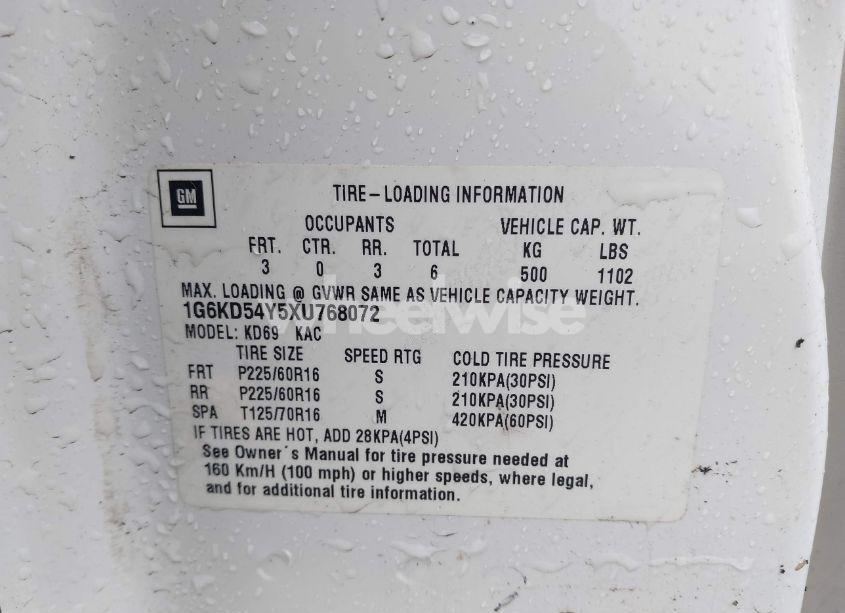 GM
TIRE-LOADING INFORMATION
OCCUPANTS VEHICLE CAP. WT.
FRT. CTR. RR. TOTAL KG LBS
3 0 3 6 500 1102
MAX. LOADING @ GVWR SAME AS VEHICLE CAPACITY WEIGHT.
1G6KD54Y5XU768072
wheelwise
MODEL: KD69 KAC
TIRE SIZE SPEED RTG COLD TIRE PRESSURE
FRT P225/60R16 S 210KPA(30PSI)
RR P225/60R16 S 210KPA(30PSI)
SPA T125/70R16 M 420KPA(60PSI)
IF TIRES ARE HOT, ADD 28KPA(4PSI)
See Owner´s Manual for tire pressure needed at
160 Km/H (100 mph) or higher speeds, where legal,
and for additional tire information.